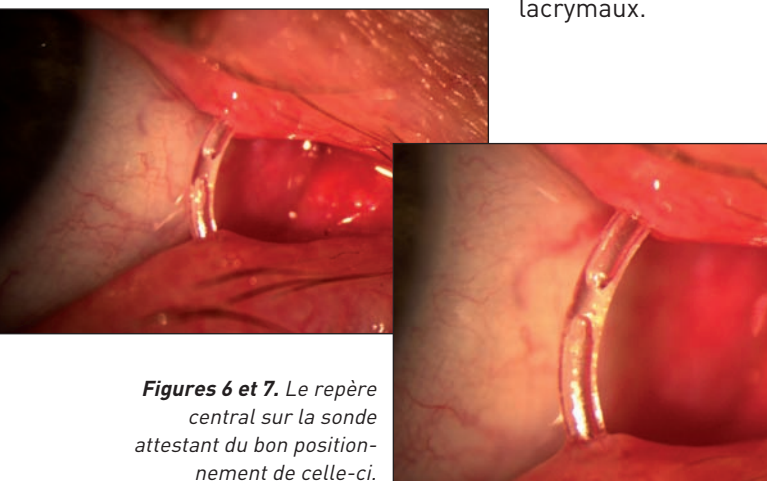 lacrymaux.
Figures 6 et 7. Le repère
central sur la sonde
attestant du bon position-
nement de celle-ci.